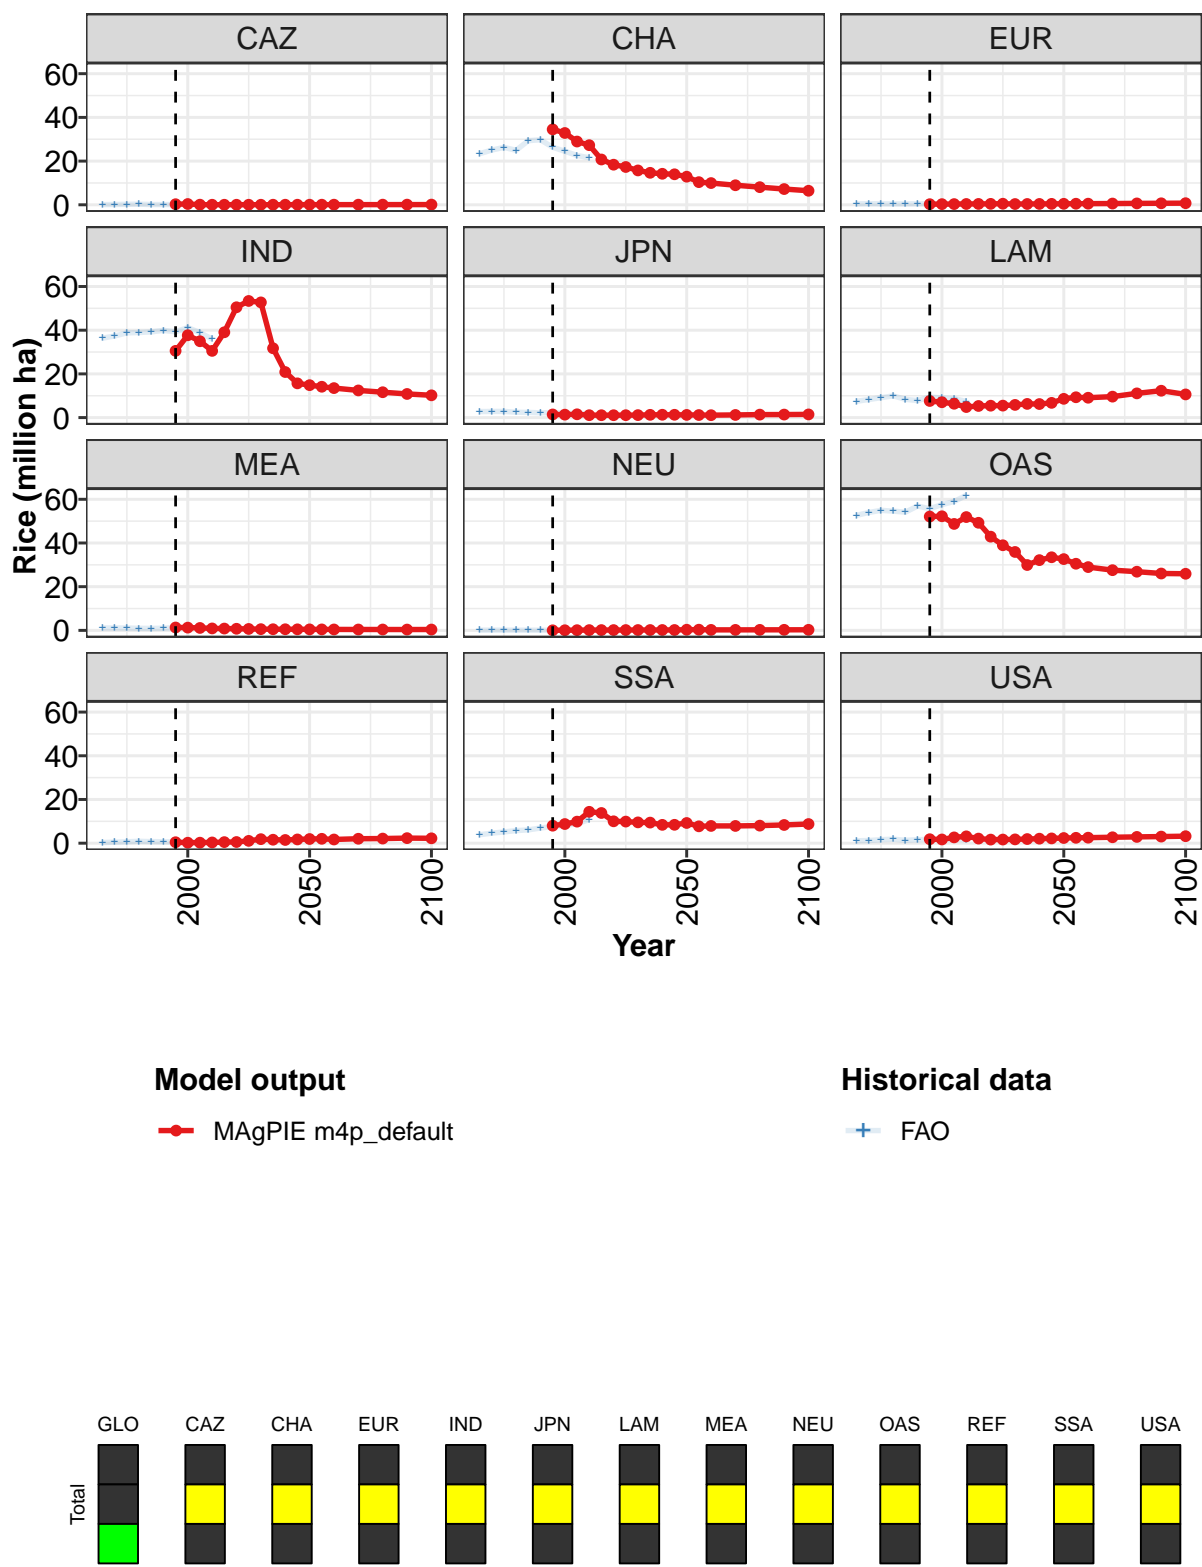 CAZ CHA EUR
60
40
20
0
IND JPN LAM
60
40
20
0
MEA NEU OAS
60
40
20
0
REF SSA USA
60
40
20
0
Rice (million ha)
2000 2050 2100 2000 2050 2100 2000 2050 2100
Year
Model output Historical data
MAgPIE m4p_default FAO
GLO CAZ CHA EUR IND JPN LAM MEA NEU OAS REF SSA USA
Total